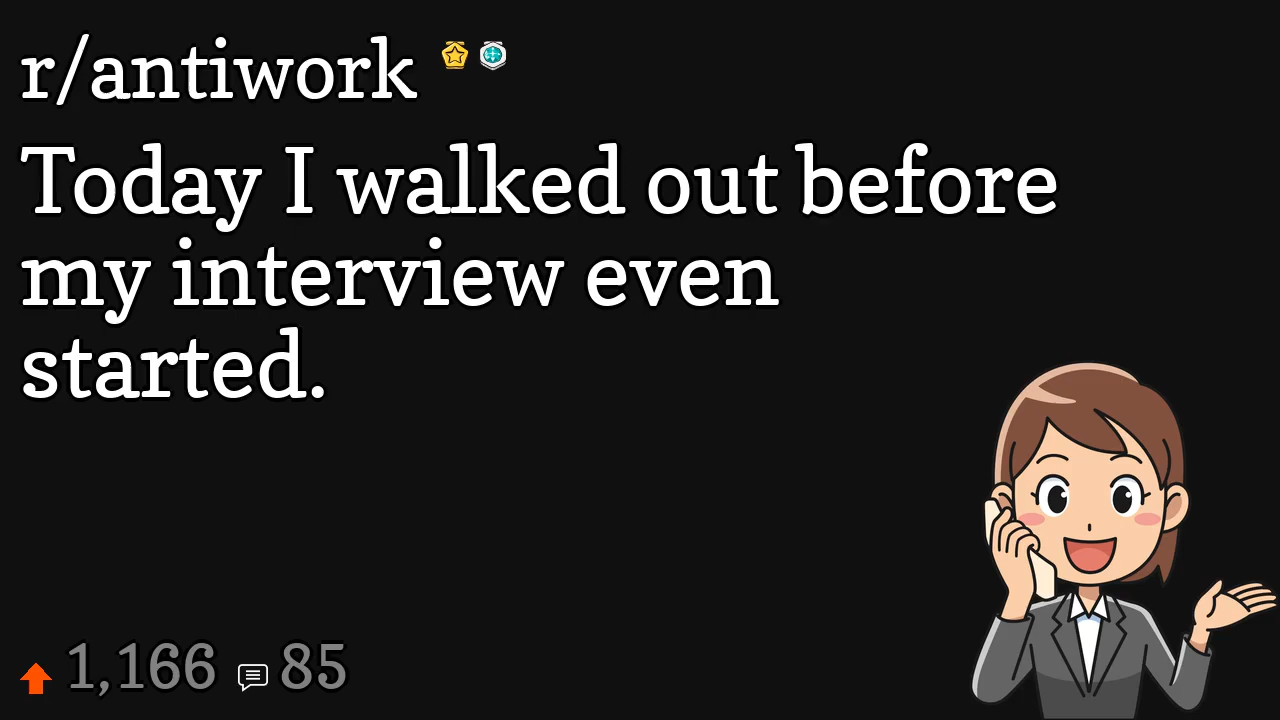 r/antiwork
Today I walked out before
my interview even
started.
1,166 85